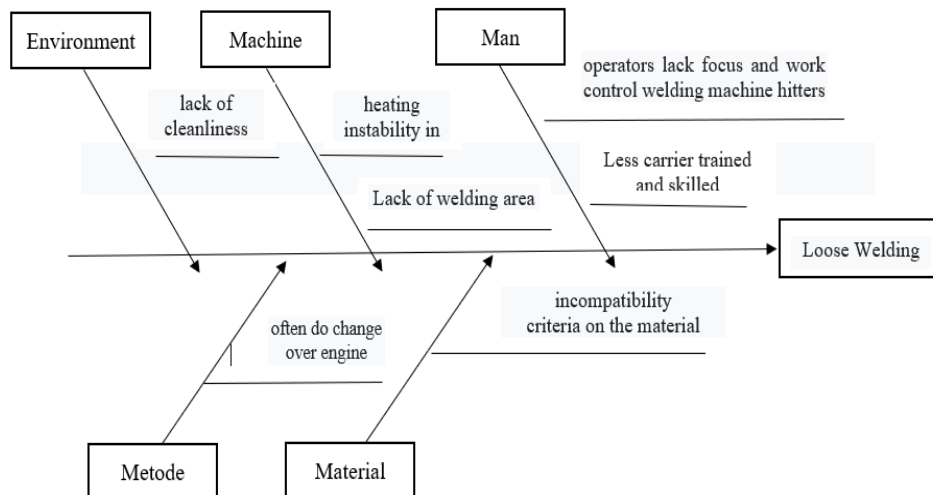 Environment
Machine
Man
operators lack focus and work
control welding machine hitters
lack of
cleanliness
heating
instability in
Less carrier trained
and skilled
Lack of welding area
Loose Welding
incompatibility
criteria on the material
often do change
over engine
Metode
Material